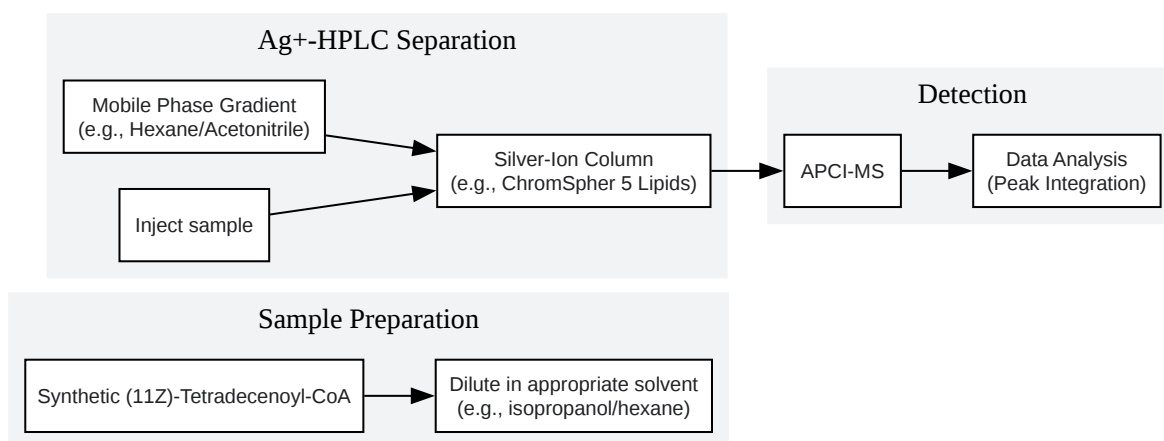 Ag+-HPLC Separation
Mobile Phase Gradient
(e.g., Hexane/Acetonitrile)
Inject sample
Silver-Ion Column
(e.g., ChromSpher 5 Lipids)
Detection
APCI-MS
Data Analysis
(Peak Integration)
Sample Preparation
Synthetic (11Z)-Tetradecenoyl-CoA
Dilute in appropriate solvent
(e.g., isopropanol/hexane)